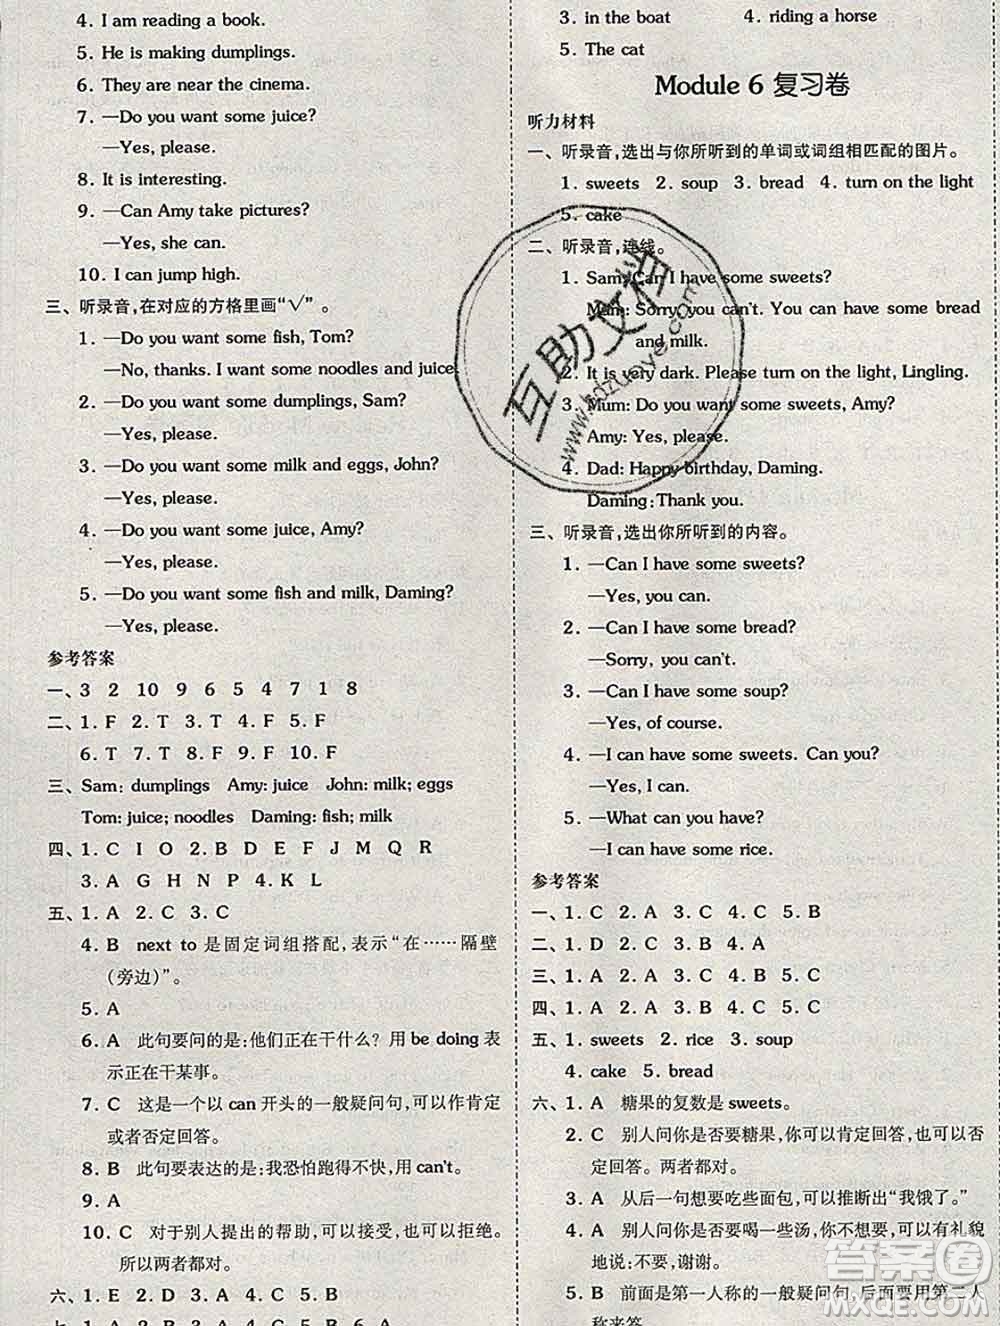 4. I am reading a book.
5. He is making dumplings.
6. They are near the cinema.
7. —Do you want some juice?
—Yes, please.
8. It is interesting.
9. —Can Amy take pictures?
—Yes, she can.
10. I can jump high.
三、听录音,在对应的方格里画“√”。
1. —Do you want some fish, Tom?
—No, thanks. I want some noodles and juice.
2. —Do you want some dumplings, Sam?
—Yes, please.
3. —Do you want some milk and eggs, John?
—Yes, please.
4. —Do you want some juice, Amy?
—Yes, please.
5. —Do you want some fish and milk, Daming?
—Yes, please.
参考答案
一、3 2 10 9 6 5 4 7 1 8
二、1. F 2. T 3. T 4. F 5. F
6. T 7. T 8. F 9. F 10. F
三、Sam: dumplings Amy: juice John: milk; eggs
Tom: juice; noodles Daming: fish; milk
四、1. C I O 2. B D E F J M Q R
3. A G H N P 4. K L
五、1. A 2. C 3. C
4. B next to 是固定词组搭配,表示“在……隔壁
(旁边)”。
5. A
6. A 此句要问的是:他们正在干什么? 用 be doing 表
示正在干某事。
7. C 这是一个以 can 开头的一般疑问句,可以作肯定
或者否定回答。
8. B 此句要表达的是:我恐怕跑得不快,用 can't。
9. A
10. C 对于别人提出的帮助,可以接受,也可以拒绝。
所以两者都对。
六、1. E 2. D 3. A 4. C 5. B
七、1. A 2. B 3. A 4. B 5. B 6. A
3. in the boat 4. riding a horse
5. The cat
Module 6 复习卷
听力材料
一、听录音,选出与你所听到的单词或词组相匹配的图片。
1. sweets 2. soup 3. bread 4. turn on the light
5. cake
二、听录音,连线。
1. Sam: Can I have some sweets?
Mum: Sorry, you can't. You can have some bread
and milk.
2. It is very dark. Please turn on the light, Lingling.
3. Mum: Do you want some sweets, Amy?
Amy: Yes, please.
4. Dad: Happy birthday, Daming.
Daming: Thank you.
三、听录音,选出你所听到的内容。
1. —Can I have some sweets?
—Yes, you can.
2. —Can I have some bread?
—Sorry, you can't.
3. —Can I have some soup?
—Yes, of course.
4. —I can have some sweets. Can you?
—Yes, I can.
5. —What can you have?
—I can have some rice.
参考答案
一、1. C 2. A 3. C 4. C 5. B
二、1. D 2. C 3. B 4. A
三、1. A 2. C 3. A 4. B 5. C
四、1. A 2. A 3. B 4. C 5. C
五、1. sweets 2. rice 3. soup
4. cake 5. bread
六、1. A 糖果的复数是 sweets。
2. C 别人问你是否要糖果,你可以肯定回答,也可以否
定回答。两者都对。
3. A 从后一句想要吃些面包,可以推断出“我饿了。”
4. A 别人问你是否要喝一些汤,你可以有礼貌
地说:不要,谢谢。
5. B 前面是第一人称的一般疑问句,后面应用第二人
称来答。
互助文档
www.hdzuoye.com
答案圈
MXQE.COM